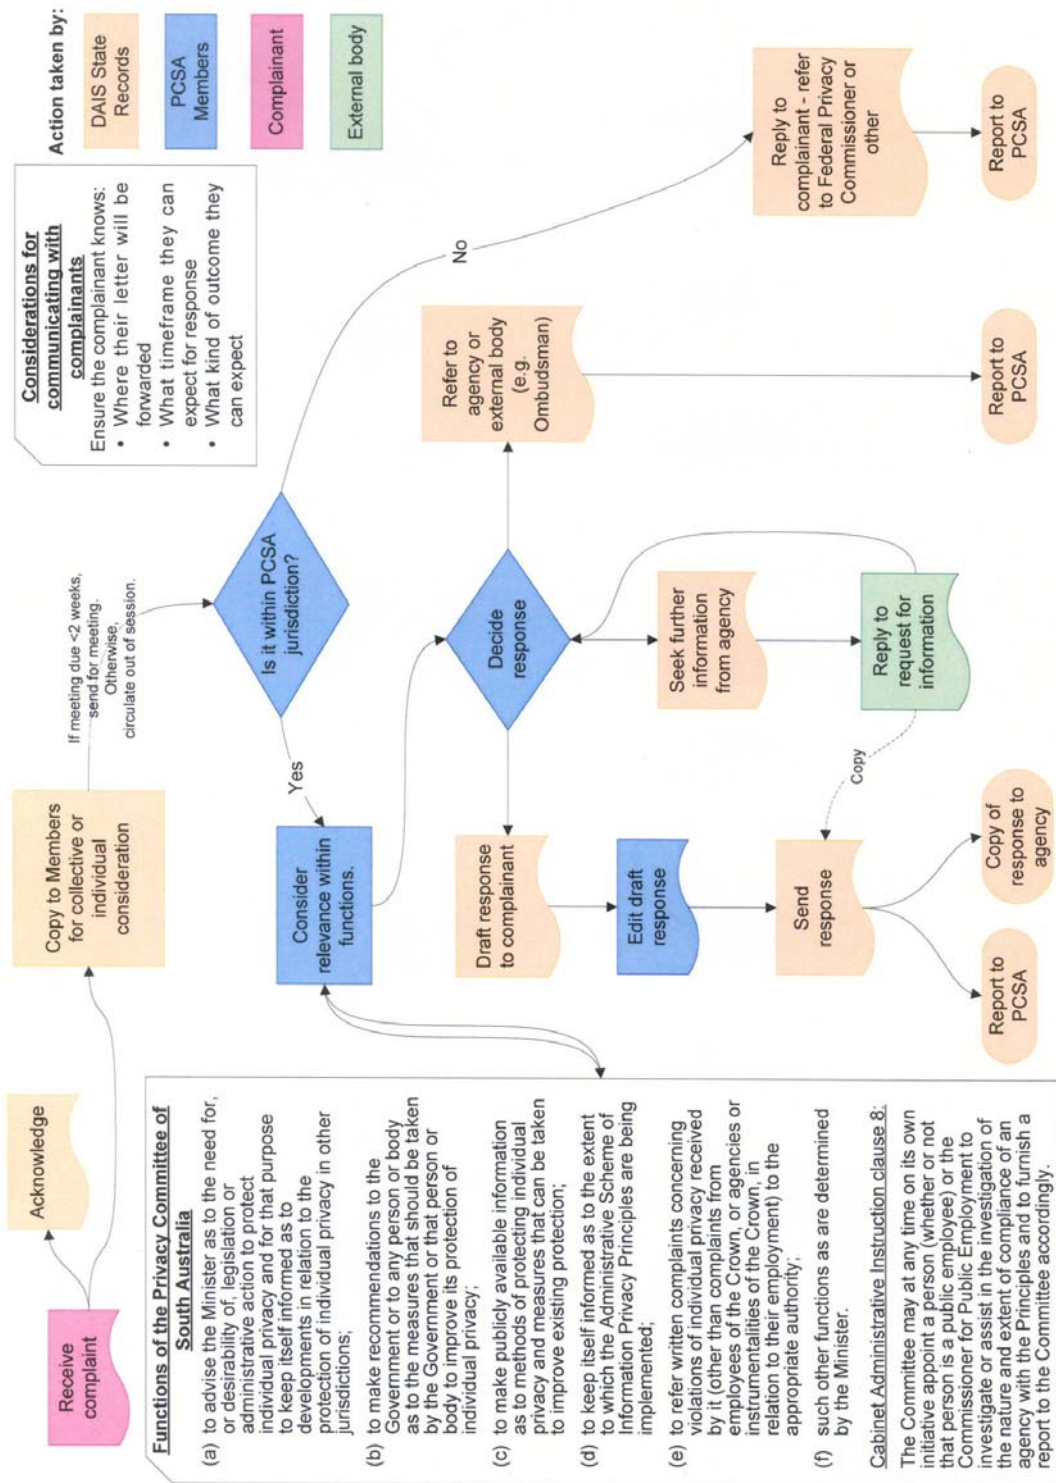 Receive
complaint
Acknowledge
Copy to Members
for collective or
individual
consideration
If meeting due <2 weeks,
send for meeting.
Otherwise,
circulate out of session.
Considerations for
communicating with
complainants
Ensure the complainant knows:
• Where their letter will be
forwarded
• What timeframe they can
expect for response
• What kind of outcome they
can expect
Action taken by:
DAIS State
Records
PCSA
Members
Complainant
External body
Functions of the Privacy Committee of
South Australia
(a) to advise the Minister as to the need for,
or desirability of, legislation or
administrative action to protect
individual privacy and for that purpose
to keep itself informed as to
developments in relation to the
protection of individual privacy in other
jurisdictions;
(b) to make recommendations to the
Government or to any person or body
as to the measures that should be taken
by the Government or that person or
body to improve its protection of
individual privacy;
(c) to make publicly available information
as to methods of protecting individual
privacy and measures that can be taken
to improve existing protection;
(d) to keep itself informed as to the extent
to which the Administrative Scheme of
Information Privacy Principles are being
implemented;
(e) to refer written complaints concerning
violations of individual privacy received
by it (other than complaints from
employees of the Crown, or agencies or
instrumentalities of the Crown, in
relation to their employment) to the
appropriate authority;
(f) such other functions as are determined
by the Minister.
Cabinet Administrative Instruction clause 8:
The Committee may at any time on its own
initiative appoint a person (whether or not
that person is a public employee) or the
Commissioner for Public Employment to
investigate or assist in the investigation of
the nature and extent of compliance of an
agency with the Principles and to furnish a
report to the Committee accordingly.
Is it within PCSA
jurisdiction?
Yes
No
Consider
relevance within
functions.
Decide
response
Refer to
agency or
external body
(e.g.
Ombudsman)
Reply to
complainant - refer
to Federal Privacy
Commissioner or
other
Draft response
to complainant
Seek further
information
from agency
Edit draft
response
Reply to
request for
information
Copy
Send
response
Report to
PCSA
Copy of
response to
agency
Report to
PCSA
Report to
PCSA